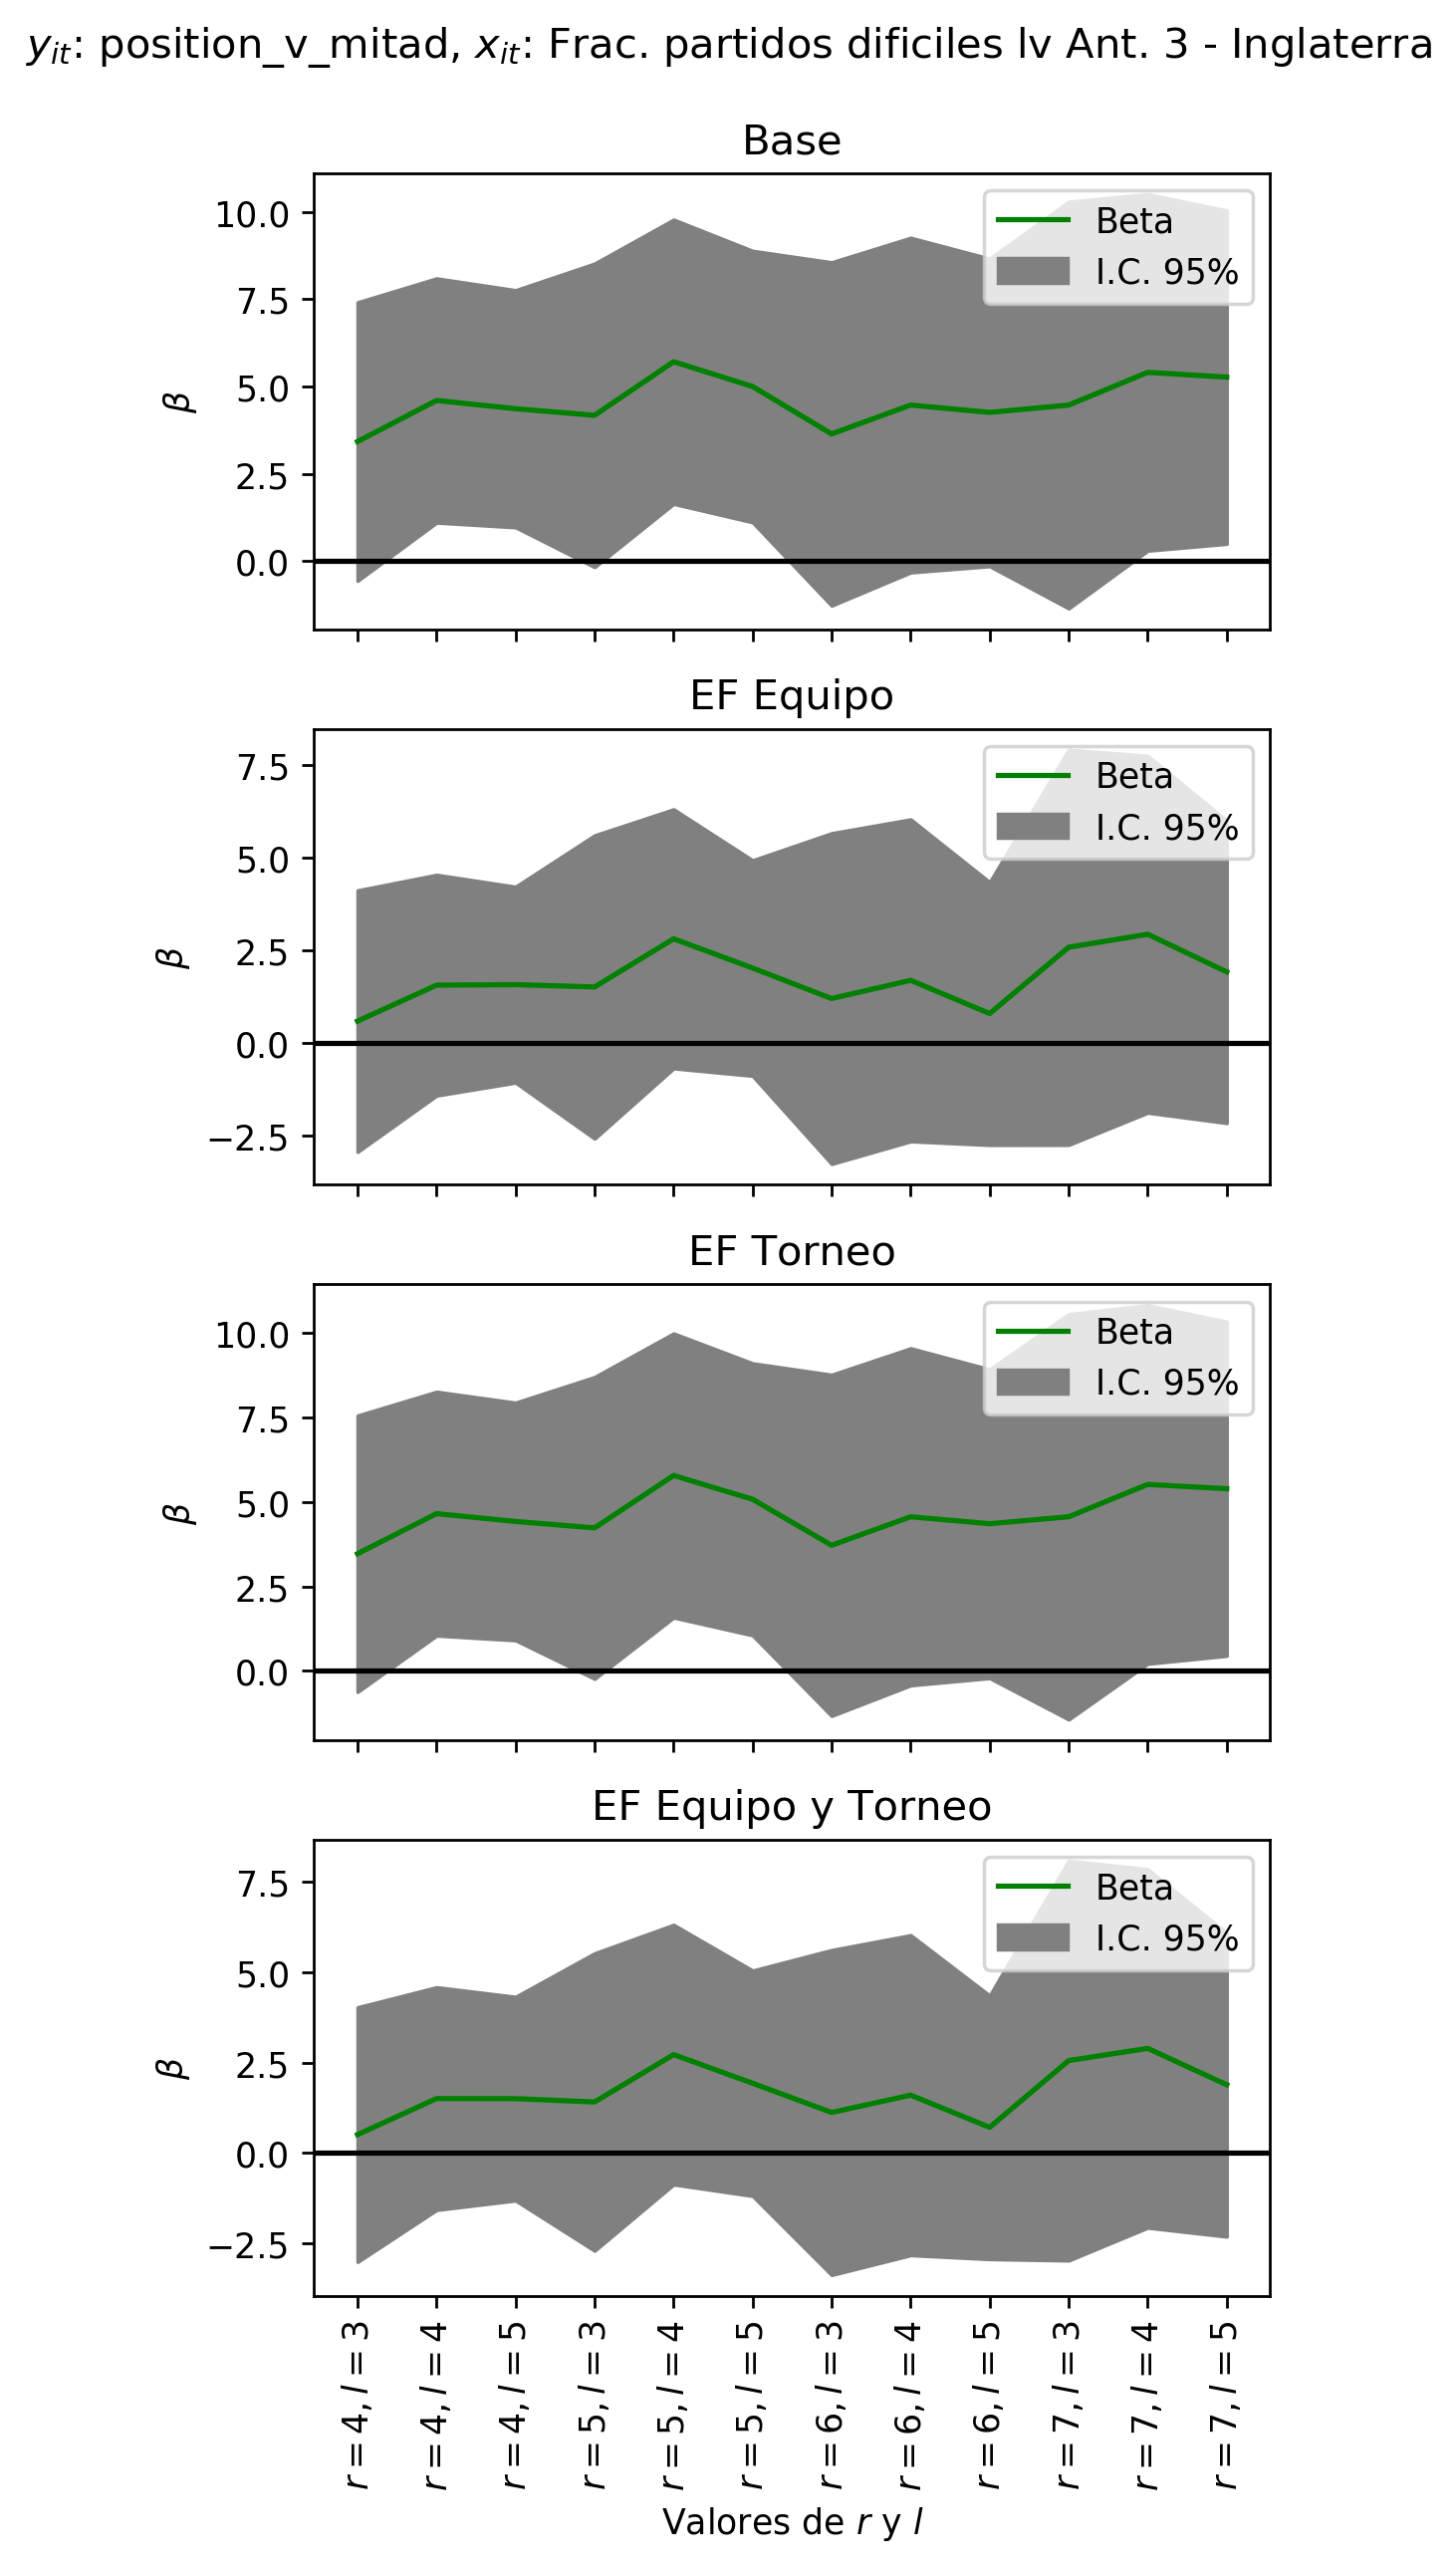 y_{it}: position_v_mitad, x_{it}: Frac. partidos dificiles lv Ant. 3 - Inglaterra
Base
10.0
7.5
5.0
2.5
0.0
β
Beta
I.C. 95%
EF Equipo
7.5
5.0
2.5
0.0
−2.5
β
Beta
I.C. 95%
EF Torneo
10.0
7.5
5.0
2.5
0.0
β
Beta
I.C. 95%
EF Equipo y Torneo
7.5
5.0
2.5
0.0
−2.5
β
Beta
I.C. 95%
r = 4, l = 3
r = 4, l = 4
r = 4, l = 5
r = 5, l = 3
r = 5, l = 4
r = 5, l = 5
r = 6, l = 3
r = 6, l = 4
r = 6, l = 5
r = 7, l = 3
r = 7, l = 4
r = 7, l = 5
Valores de r y l